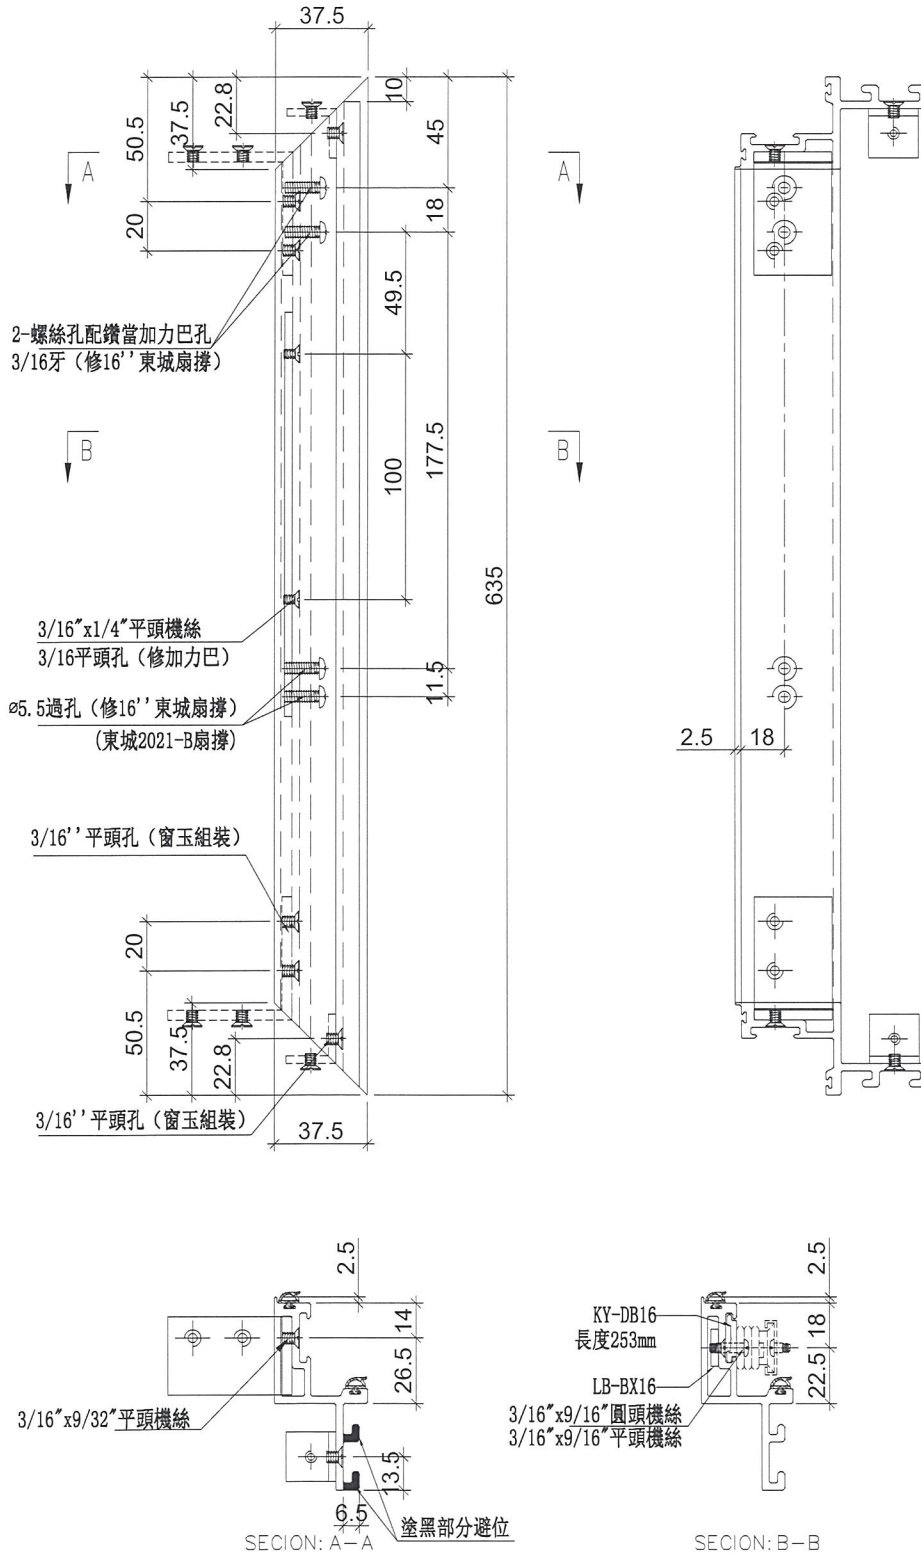 37.5
50.5
37.5
22.8
10
45
A
A
20
18
49.5
2-螺絲孔配鑽當加力巴孔
3/16牙（修16''東城扇撐）
B
B
177.5
100
635
3/16"x1/4"平頭機絲
3/16平頭孔（修加力巴）
11.5
ø5.5過孔（修16''東城扇撐）
(東城2021-B扇撐)
2.5
18
3/16''平頭孔（窗玉組裝）
20
50.5
37.5
22.8
3/16''平頭孔（窗玉組裝）
37.5
2.5
14
26.5
3/16"x9/32"平頭機絲
13.5
6.5
塗黑部分避位
SECION: A-A
2.5
KY-DB16
長度253mm
18
LB-BX16
22.5
3/16"x9/16"圓頭機絲
3/16"x9/16"平頭機絲
SECION: B-B